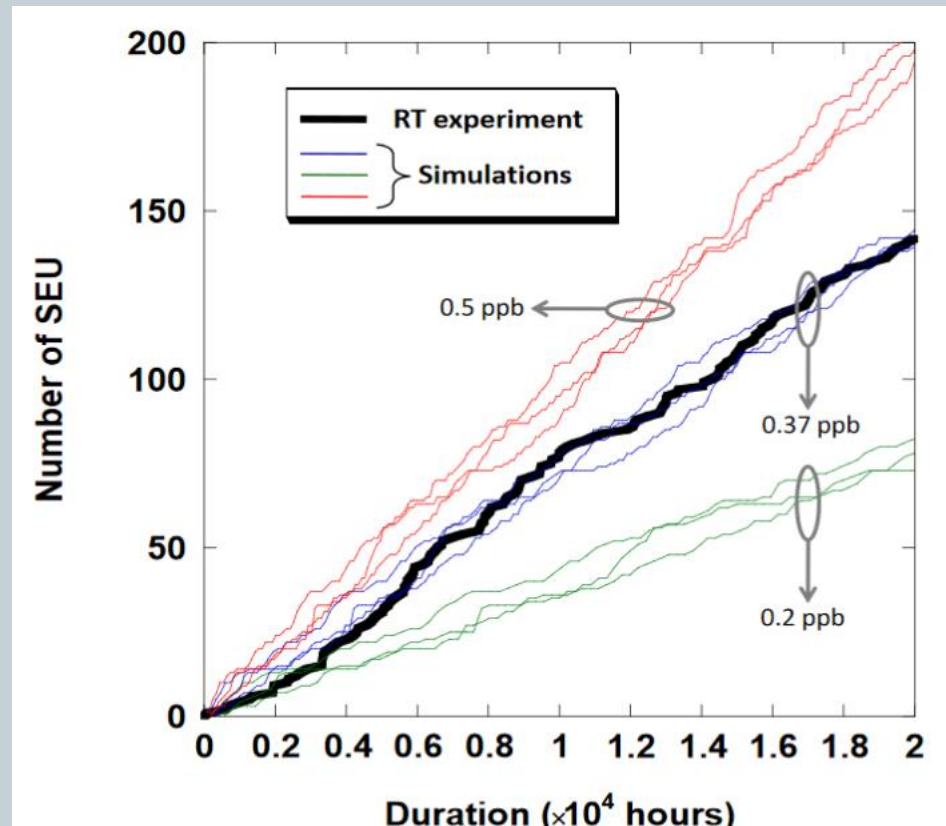 200
150
100
50
0
Number of SEU
RT experiment
Simulations
0.5 ppb
0.37 ppb
0.2 ppb
0 0.2 0.4 0.6 0.8 1 1.2 1.4 1.6 1.8 2
Duration (×10⁴ hours)